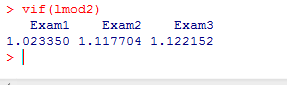 > vif(lmod2)
Exam1 Exam2 Exam3
1.023350 1.117704 1.122152
>